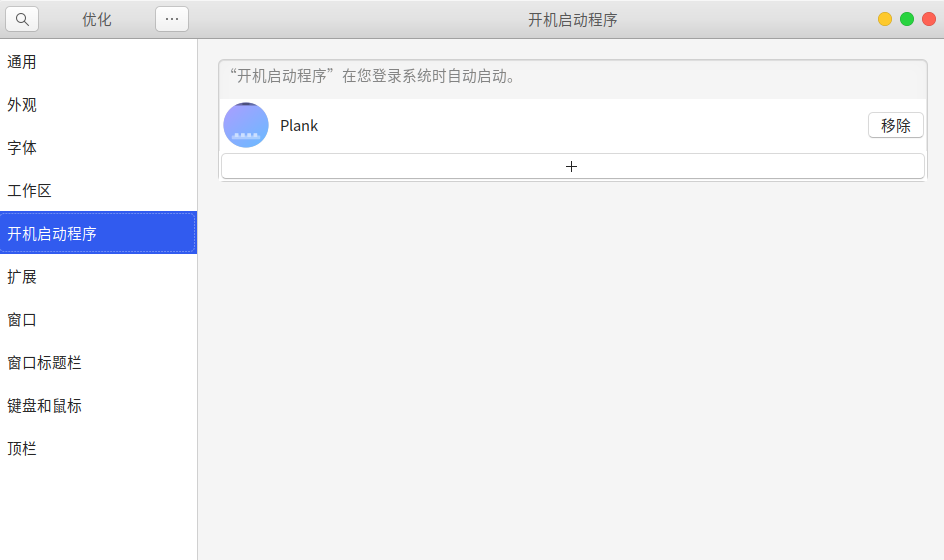 优化
开机启动程序
通用
外观
字体
工作区
开机启动程序
扩展
窗口
窗口标题栏
键盘和鼠标
顶栏
“开机启动程序”在您登录系统时自动启动。
Plank
移除